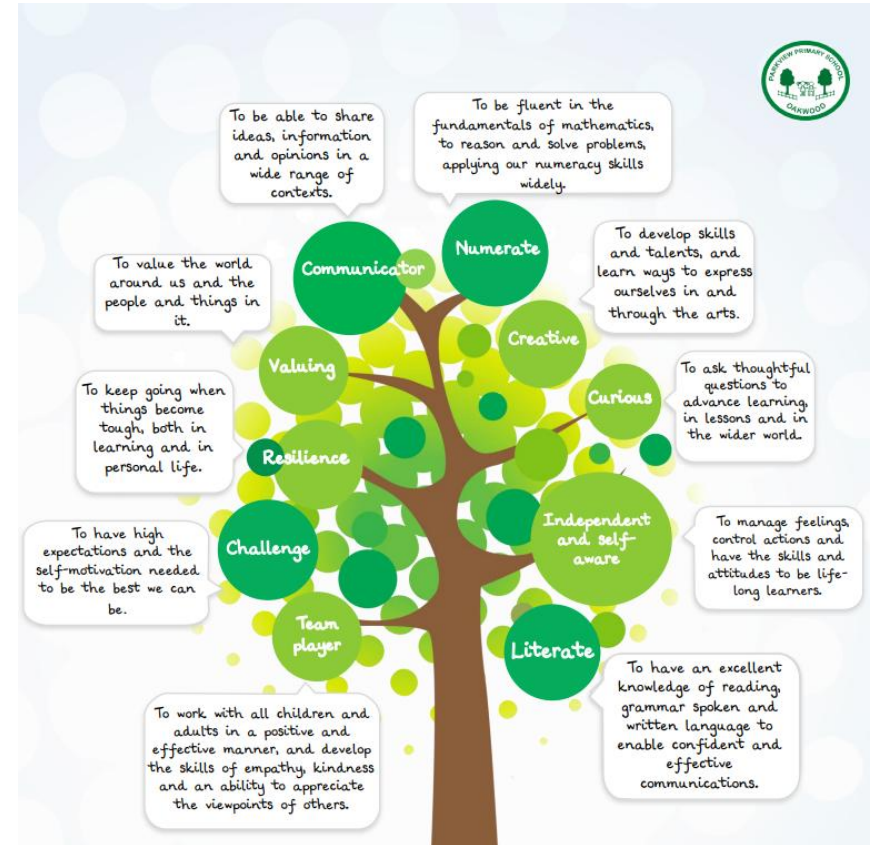 PARKVIEW PRIMARY SCHOOL
OAKWOOD
To be able to share
ideas, information
and opinions in a
wide range of
contexts.
To be fluent in the
fundamentals of mathematics,
to reason and solve problems,
applying our numeracy skills
widely.
Communicator
Numerate
To develop skills
and talents, and
learn ways to express
ourselves in and
through the arts.
To value the world
around us and the
people and things in
it.
Creative
Valuing
To ask thoughtful
questions to
advance learning,
in lessons and in
the wider world.
Curious
To keep going when
things become
tough, both in
learning and in
personal life.
Resilience
Independent
and self-
aware
To manage feelings,
control actions and
have the skills and
attitudes to be life-
long learners.
To have high
expectations and the
self-motivation needed
to be the best we can
be.
Challenge
Team
player
Literate
To have an excellent
knowledge of reading,
grammar spoken and
written language to
enable confident and
effective
communications.
To work with all children and
adults in a positive and
effective manner, and develop
the skills of empathy, kindness
and an ability to appreciate
the viewpoints of others.